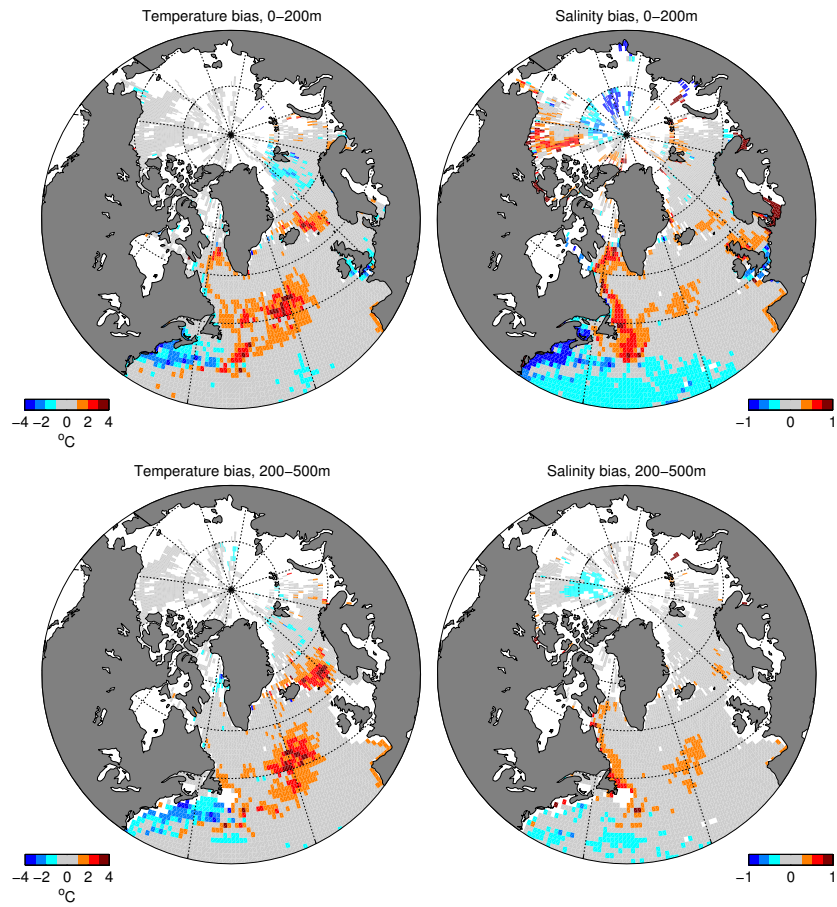 Temperature bias, 0−200m
Salinity bias, 0−200m
−4 −2 0 2 4
°C
−1 0 1
Temperature bias, 200−500m
Salinity bias, 200−500m
−4 −2 0 2 4
°C
−1 0 1